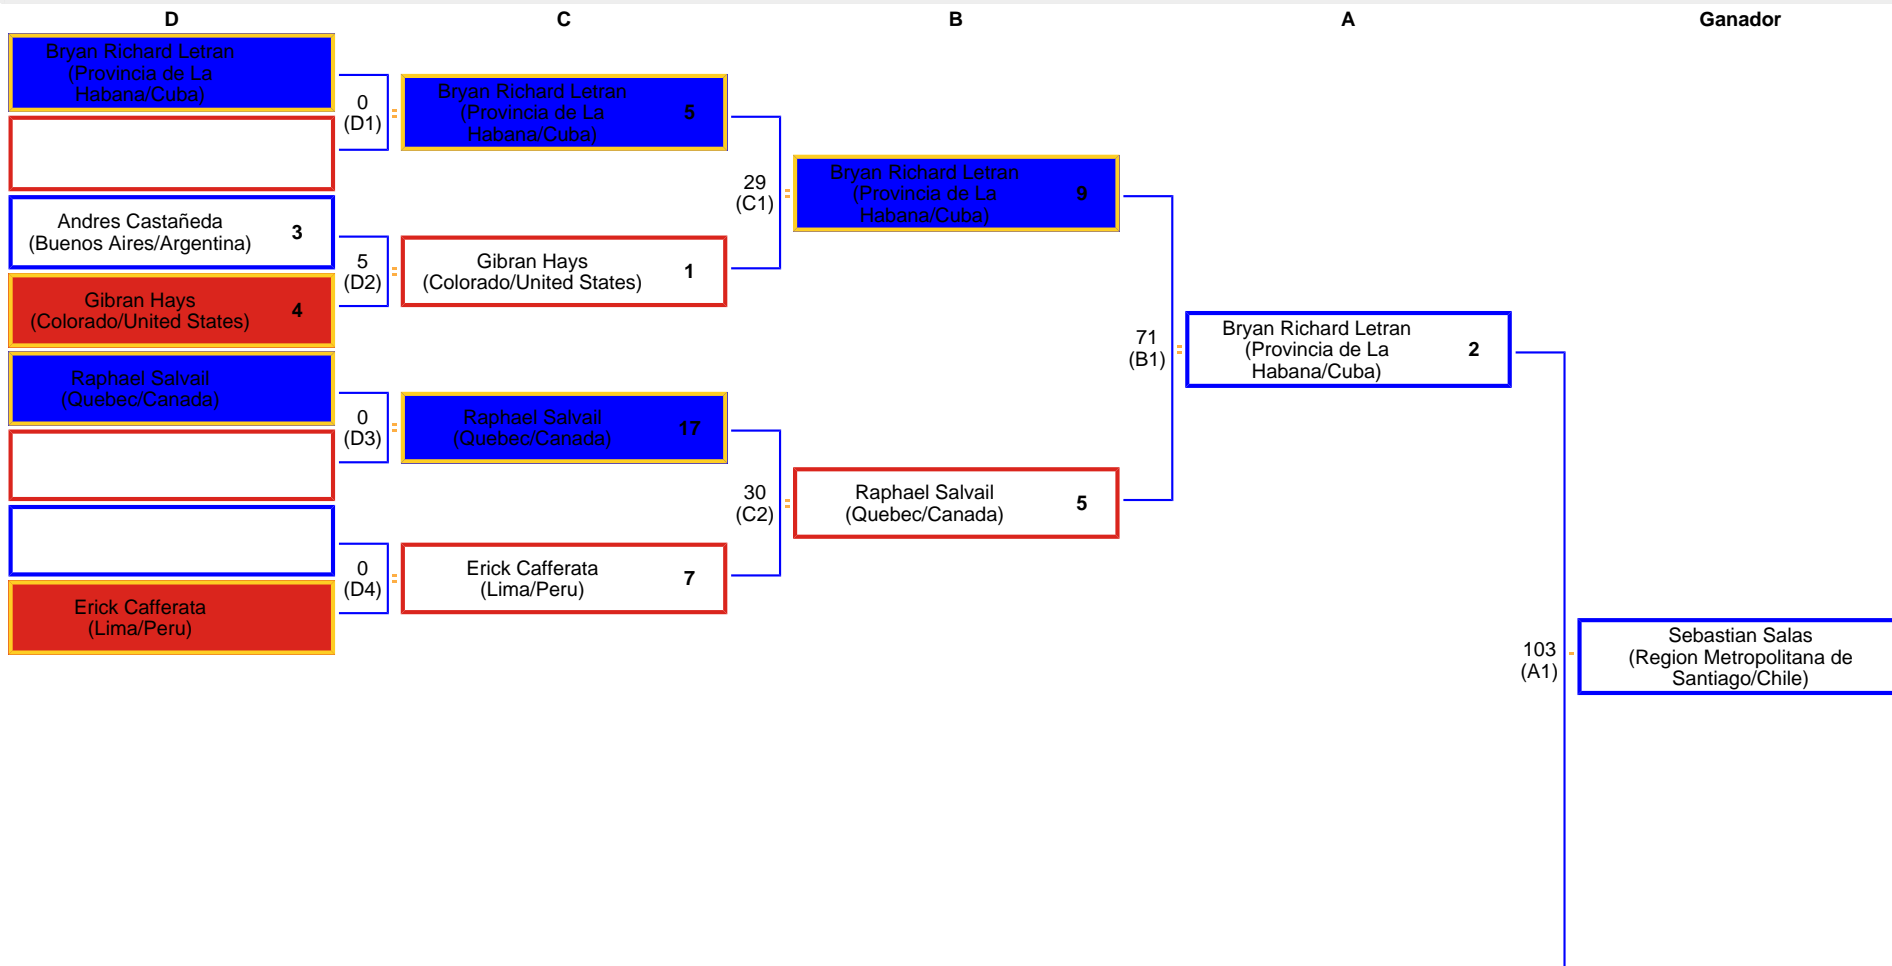 D
C
B
A
Ganador
Bryan Richard Letran
(Provincia de La
Habana/Cuba)
0
(D1)
Andres Castañeda
(Buenos Aires/Argentina)
3
5
(D2)
Gibran Hays
(Colorado/United States)
4
Raphael Salvail
(Quebec/Canada)
0
(D3)
0
(D4)
Erick Cafferata
(Lima/Peru)
Bryan Richard Letran
(Provincia de La
Habana/Cuba)
5
29
(C1)
Gibran Hays
(Colorado/United States)
1
Raphael Salvail
(Quebec/Canada)
17
30
(C2)
Erick Cafferata
(Lima/Peru)
7
Bryan Richard Letran
(Provincia de La
Habana/Cuba)
9
71
(B1)
Raphael Salvail
(Quebec/Canada)
5
Bryan Richard Letran
(Provincia de La
Habana/Cuba)
2
103
(A1)
Sebastian Salas
(Region Metropolitana de
Santiago/Chile)